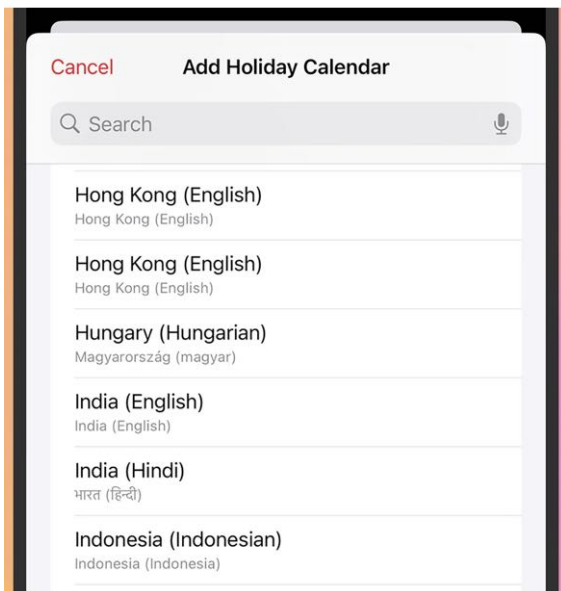 Cancel
Add Holiday Calendar
Search
Hong Kong (English)
Hong Kong (English)
Hong Kong (English)
Hong Kong (English)
Hungary (Hungarian)
Magyarország (magyar)
India (English)
India (English)
India (Hindi)
भारत (हिन्दी)
Indonesia (Indonesian)
Indonesia (Indonesia)